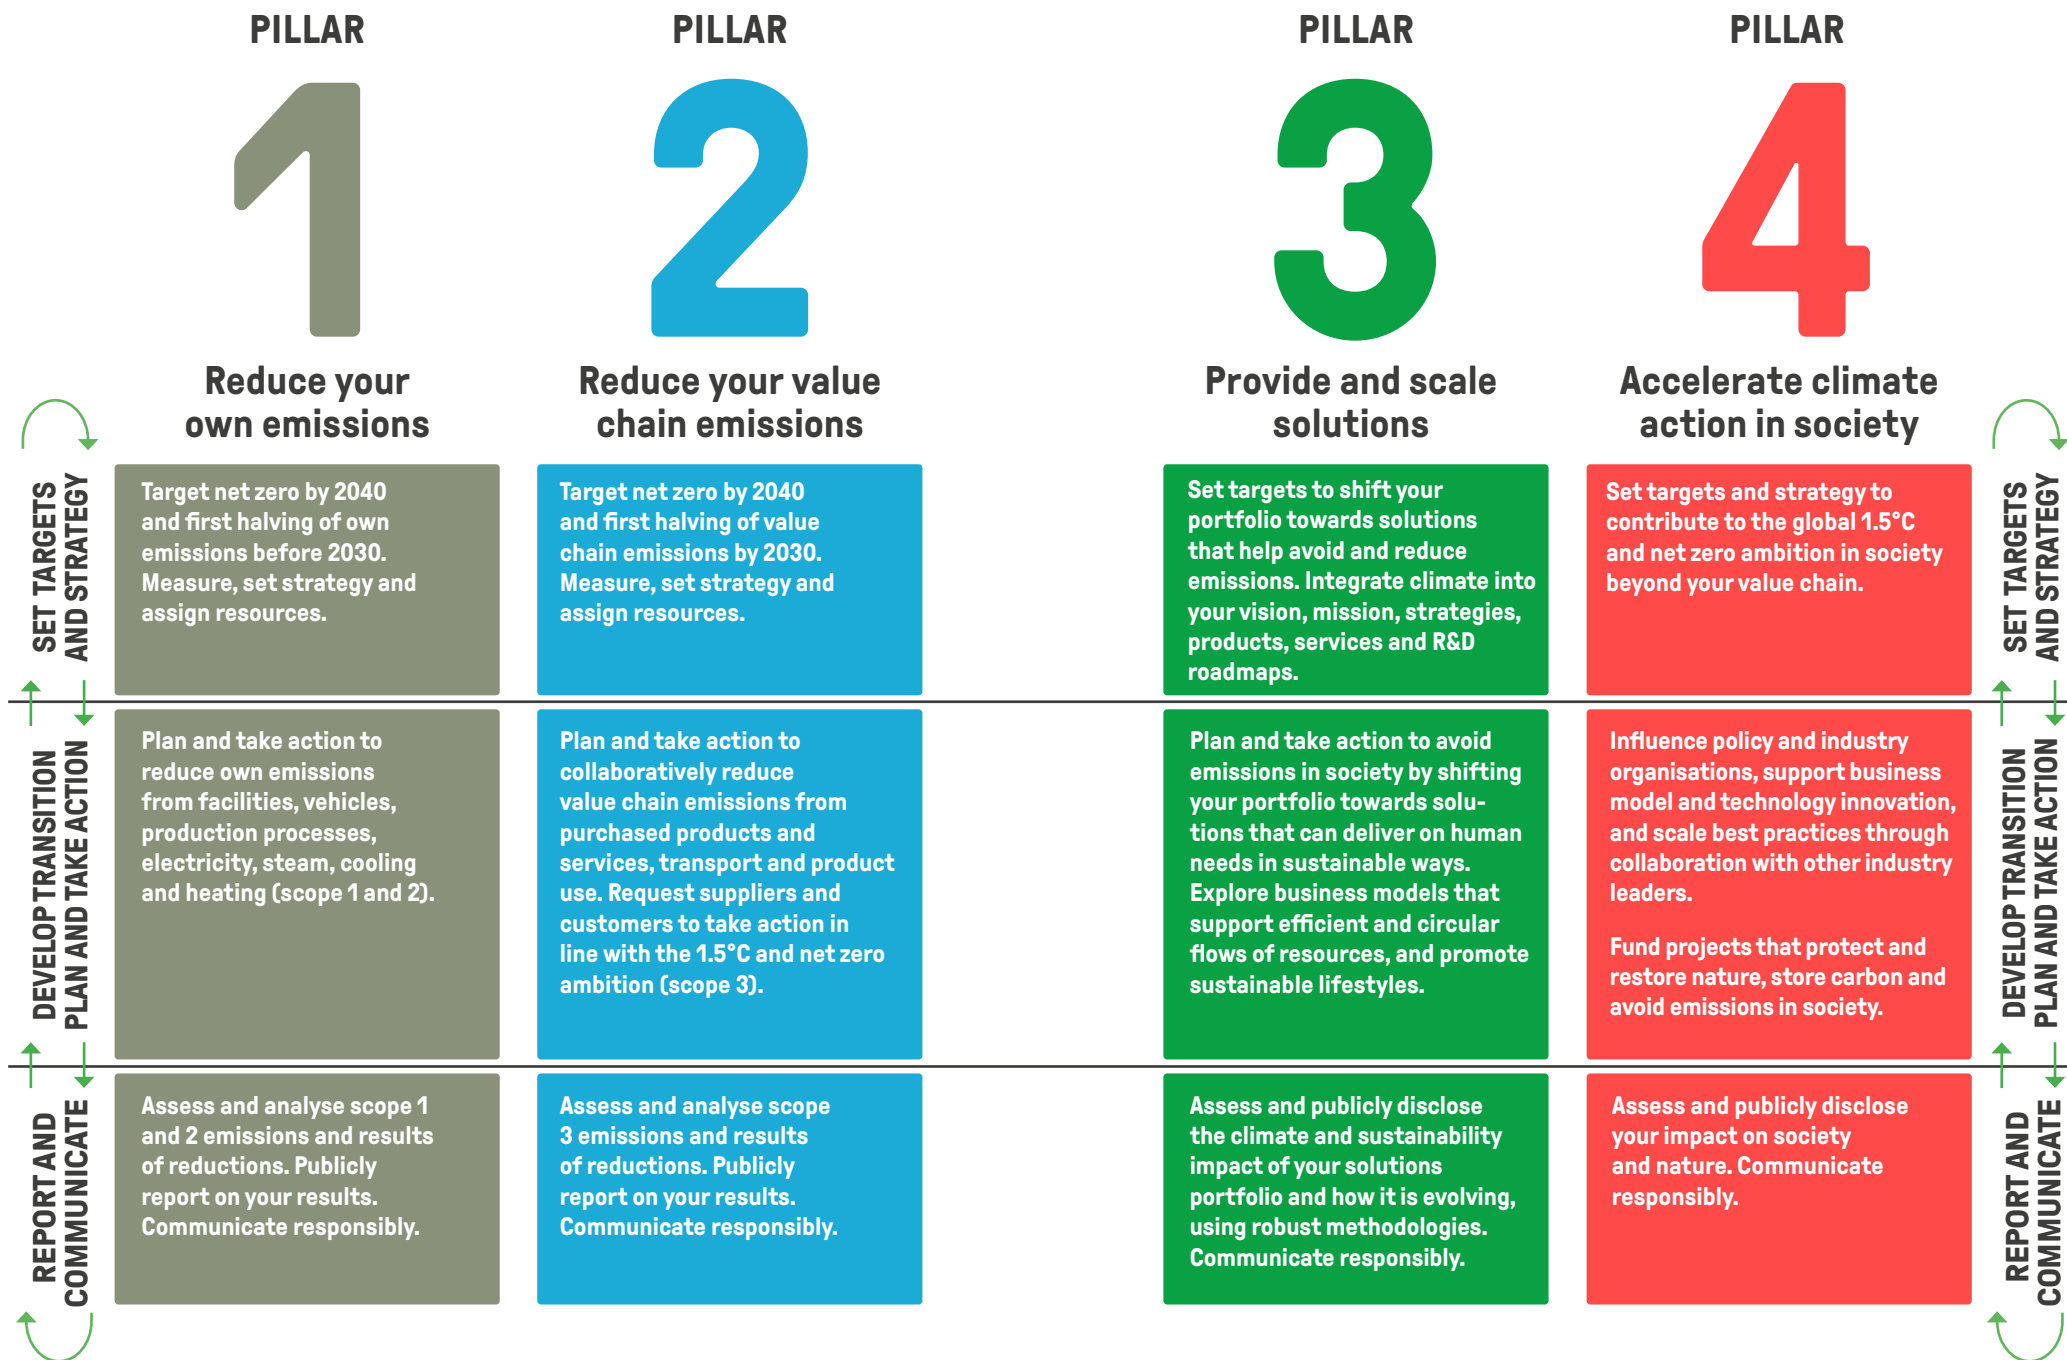 PILLAR
1
Reduce your
own emissions
PILLAR
2
Reduce your value
chain emissions
PILLAR
3
Provide and scale
solutions
PILLAR
4
Accelerate climate
action in society
SET TARGETS
AND STRATEGY
Target net zero by 2040
and first halving of own
emissions before 2030.
Measure, set strategy and
assign resources.
Target net zero by 2040
and first halving of value
chain emissions by 2030.
Measure, set strategy and
assign resources.
Set targets to shift your
portfolio towards solutions
that help avoid and reduce
emissions. Integrate climate into
your vision, mission, strategies,
products, services and R&D
roadmaps.
Set targets and strategy to
contribute to the global 1.5°C
and net zero ambition in society
beyond your value chain.
SET TARGETS
AND STRATEGY
DEVELOP TRANSITION
PLAN AND TAKE ACTION
Plan and take action to
reduce own emissions
from facilities, vehicles,
production processes,
electricity, steam, cooling
and heating (scope 1 and 2).
Plan and take action to
collaboratively reduce
value chain emissions from
purchased products and
services, transport and product
use. Request suppliers and
customers to take action in
line with the 1.5°C and net zero
ambition (scope 3).
Plan and take action to avoid
emissions in society by shifting
your portfolio towards solu-
tions that can deliver on human
needs in sustainable ways.
Explore business models that
support efficient and circular
flows of resources, and promote
sustainable lifestyles.
Influence policy and industry
organisations, support business
model and technology innovation,
and scale best practices through
collaboration with other industry
leaders.
Fund projects that protect and
restore nature, store carbon and
avoid emissions in society.
DEVELOP TRANSITION
PLAN AND TAKE ACTION
REPORT AND
COMMUNICATE
Assess and analyse scope 1
and 2 emissions and results
of reductions. Publicly
report on your results.
Communicate responsibly.
Assess and analyse scope
3 emissions and results
of reductions. Publicly
report on your results.
Communicate responsibly.
Assess and publicly disclose
the climate and sustainability
impact of your solutions
portfolio and how it is evolving,
using robust methodologies.
Communicate responsibly.
Assess and publicly disclose
your impact on society
and nature. Communicate
responsibly.
REPORT AND
COMMUNICATE